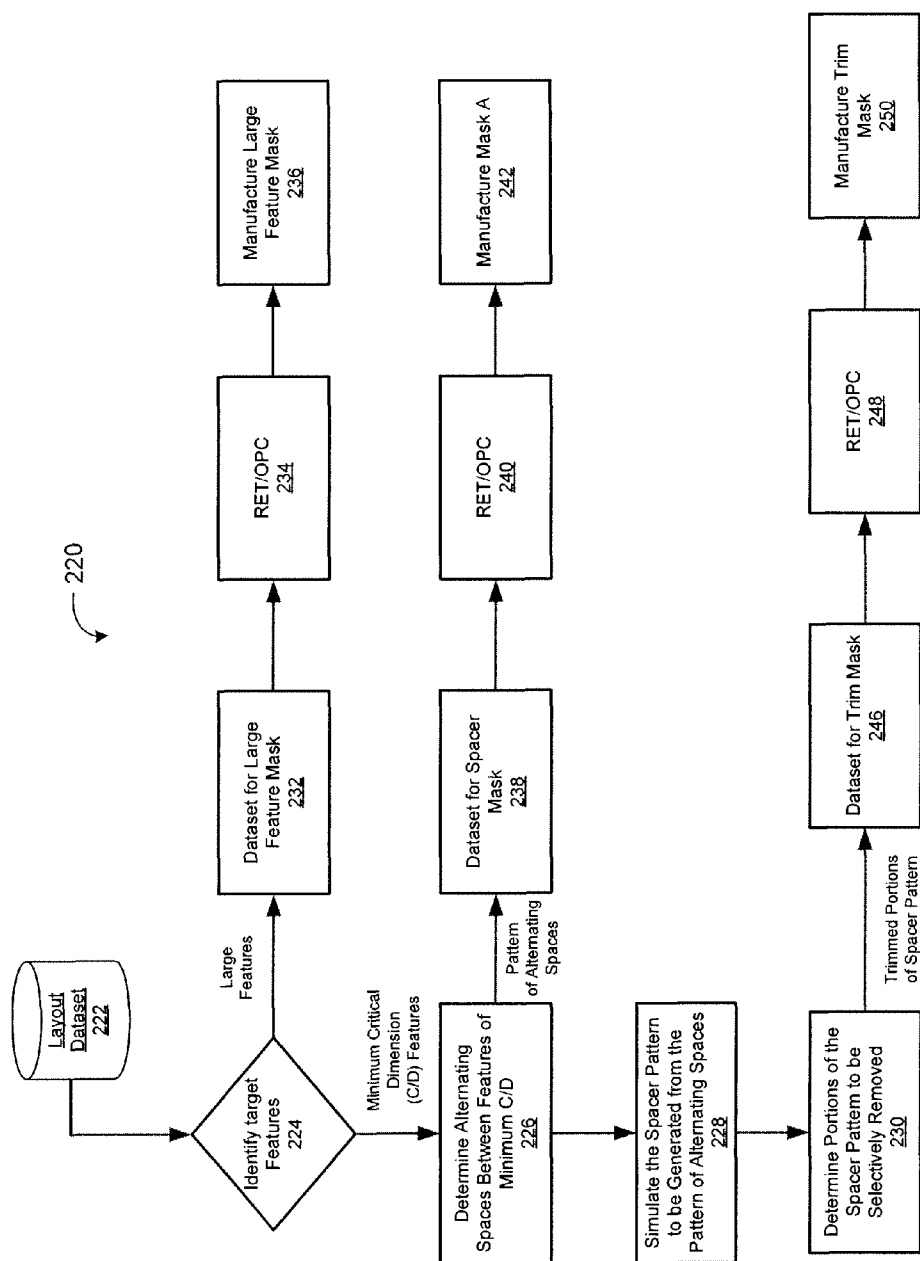 220
Layout
Dataset
222
Identify target
Features
224
Large
Features
Dataset for Large
Feature Mask
232
RET/OPC
234
Manufacture Large
Feature Mask
236
Minimum Critical
Dimension
(C/D) Features
Determine Alternating
Spaces Between Features of
Minimum C/D
226
Pattern
of Alternating
Spaces
Dataset for Spacer
Mask
238
RET/OPC
240
Manufacture Mask A
242
Simulate the Spacer Pattern
to be Generated from the
Pattern of Alternating Spaces
228
Determine Portions of the
Spacer Pattern to be
Selectively Removed
230
Trimmed Portions
of Spacer Pattern
Dataset for Trim Mask
246
RET/OPC
248
Manufacture Trim
Mask
250